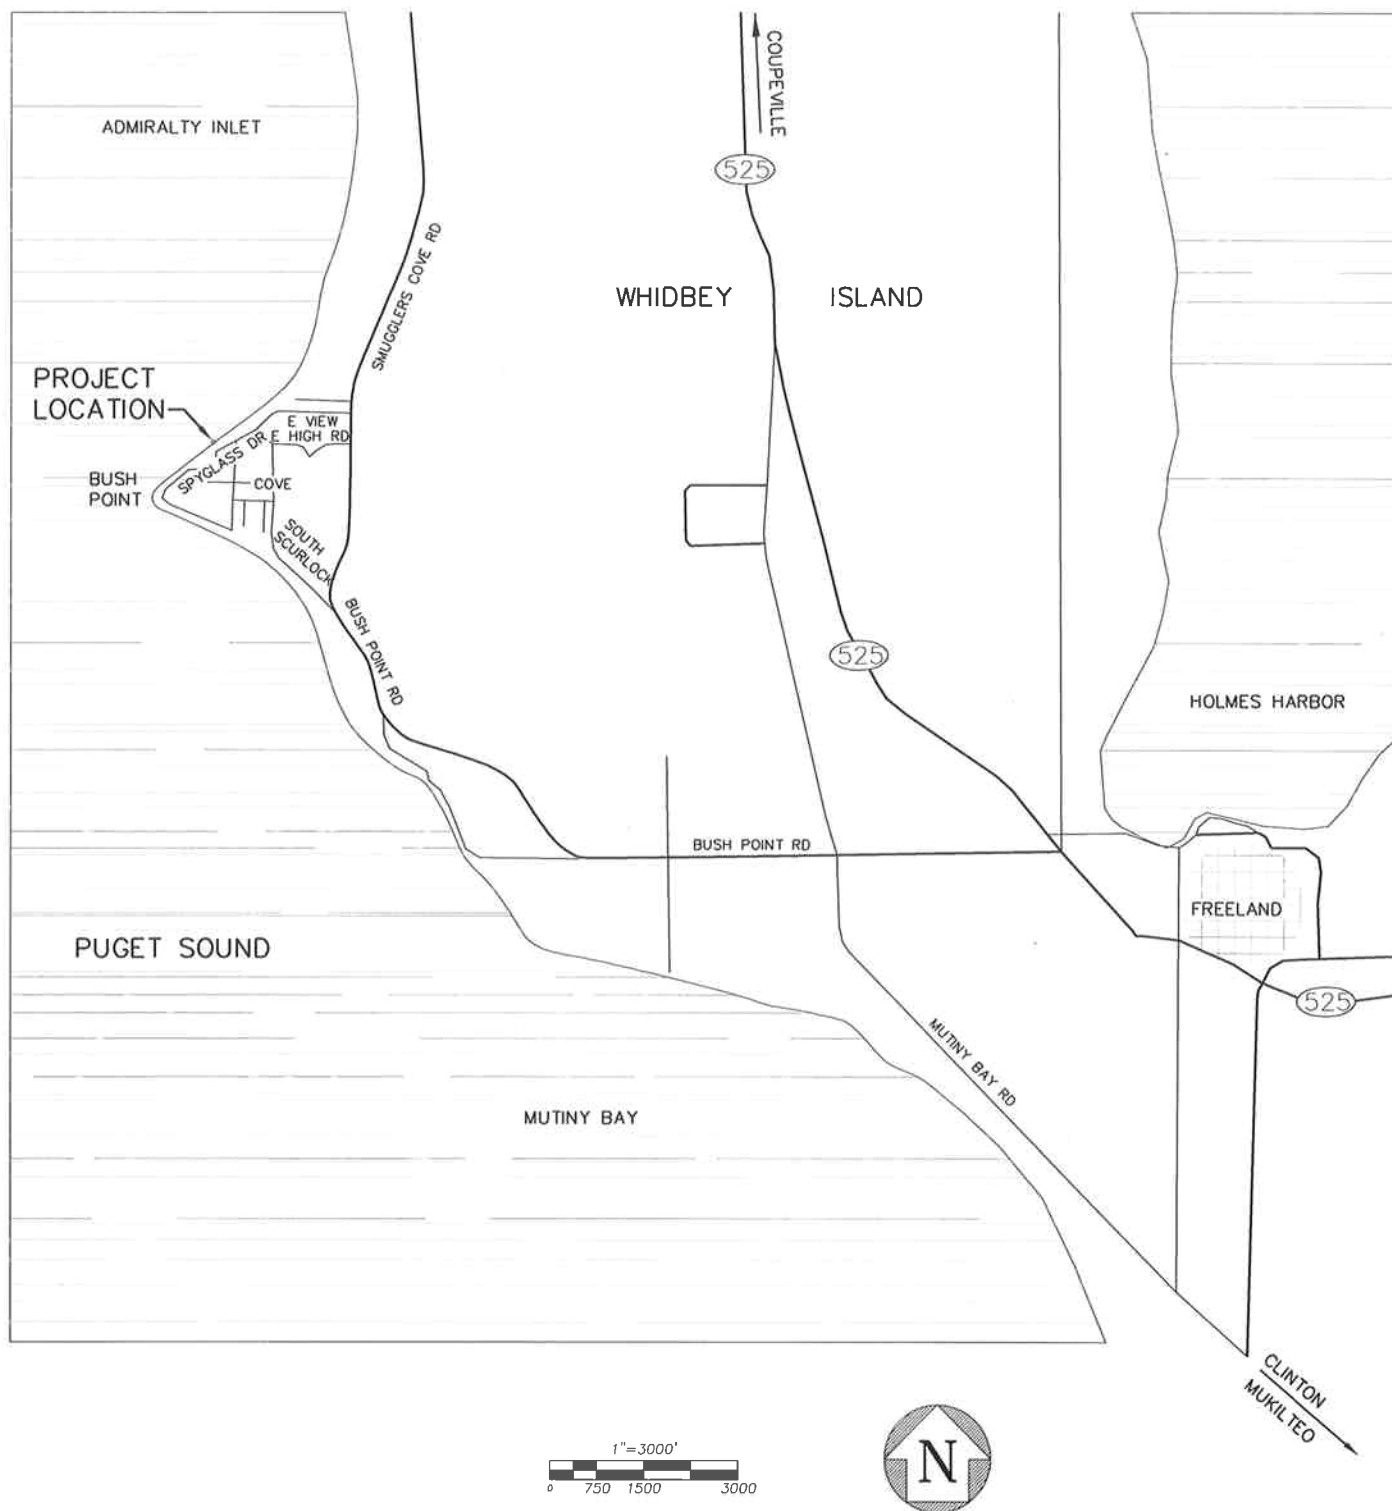 COUPEVILLE
ADMIRALTY INLET
525
SMUGGLERS COVE RD
WHIDBEY ISLAND
PROJECT
LOCATION
E VIEW
E HIGH RD
SPYGLASS DR
BUSH
POINT
COVE
SOUTH
SCURLOCK
BUSH POINT RD
525
HOLMES HARBOR
BUSH POINT RD
FREELAND
PUGET SOUND
525
MUTINY BAY RD
MUTINY BAY
CLINTON
MUKILTEO
1"=3000'
N
0 750 1500 3000